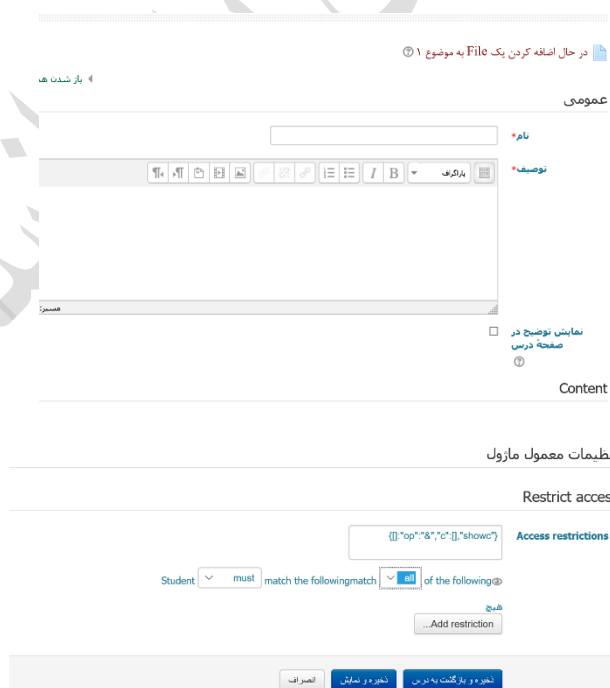 در حال اضافه کردن یک File به موضوع ۱
باز شدن هم
عمومی
نام*
توصیف*
پاراگراف
مسیر:
نمایش توضیح در
صفحهٔ درس
Content
ظیمات معمول ماژول
Restrict acces
Access restrictions
{"op":"&","c":[],"showc":[]}
Student must match the followingmatch all of the following
هیچ
Add restriction...
ذخیره و بازگشت به درس ذخیره و نمایش انصراف